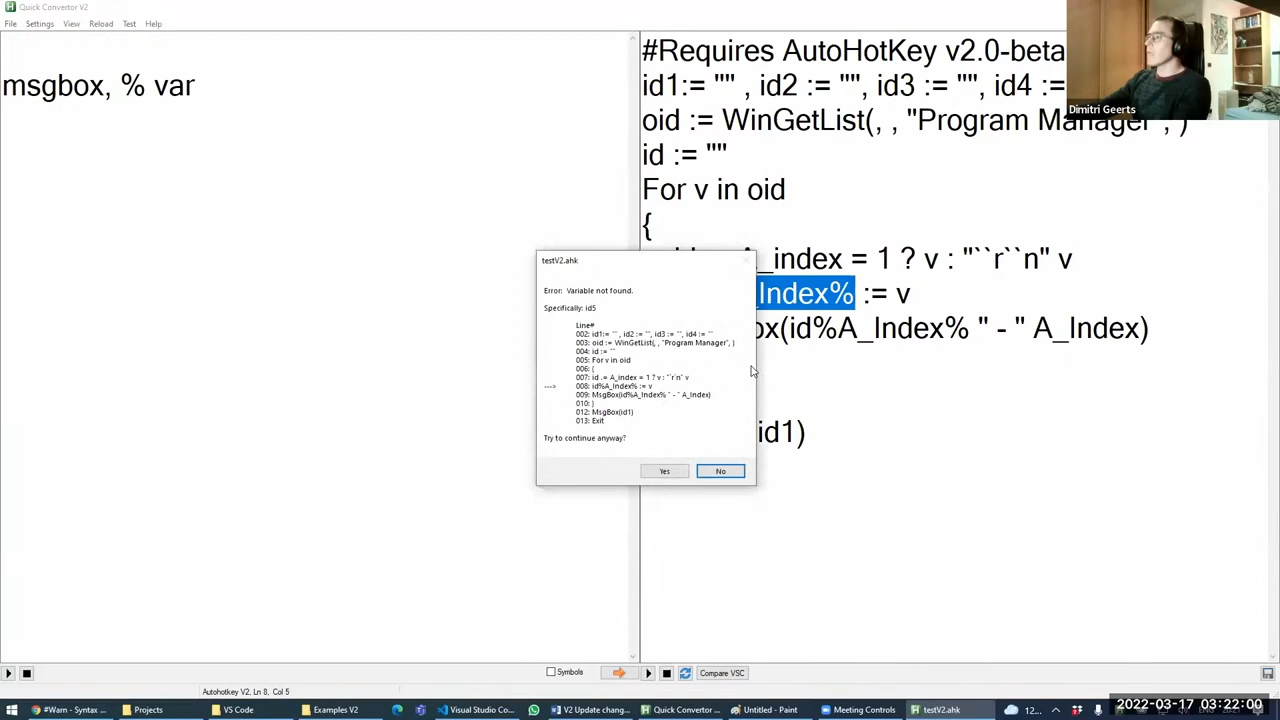 Quick Convertor V2
File Settings View Reload Test Help
msgbox, % var
#Requires AutoHotKey v2.0-beta
id1:= "" , id2 := "", id3 := "", id4 :=
oid := WinGetList(, , "Program Manager", )
id := ""
For v in oid
{
_index = 1 ? v : "``r``n" v
_Index% := v
ox(id%A_Index% " - " A_Index)
id1)
Dimitri Geerts
testV2.ahk
Error: Variable not found.
Specifically: id5
Line#
002: id1:= "" , id2 := "", id3 := "", id4 := ""
003: oid := WinGetList(, , "Program Manager", )
004: id := ""
005: For v in oid
006: {
007: id .= A_index = 1 ? v : "`r`n" v
---> 008: id%A_Index% := v
009: MsgBox(id%A_Index% " - " A_Index)
010: }
012: MsgBox(id1)
013: Exit
Try to continue anyway?
Yes No
Symbols Compare VSC
Autohotkey V2, Ln 8, Col 5
#Warn - Syntax ... Projects VS Code Examples V2 Visual Studio Co... V2 Update chang... Quick Convertor ... Untitled - Paint Meeting Controls testV2.ahk 12...
2022-03-17 03:22:00